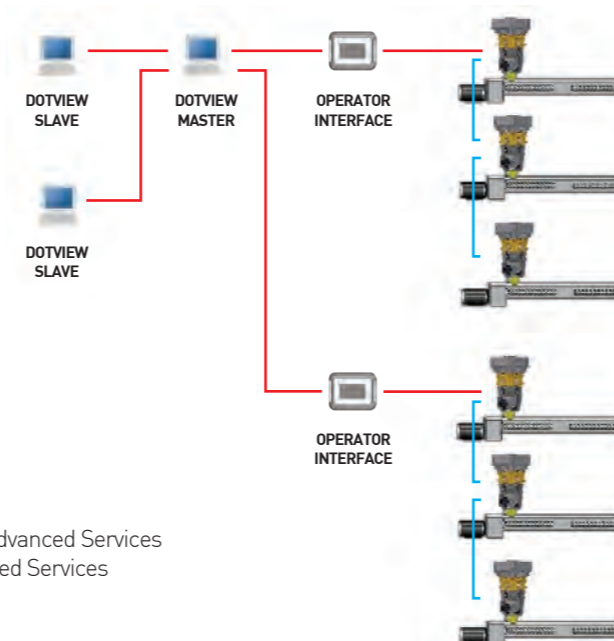 DOTVIEW
SLAVE
DOTVIEW
MASTER
OPERATOR
INTERFACE
DOTVIEW
SLAVE
OPERATOR
INTERFACE
dvanced Services
ed Services